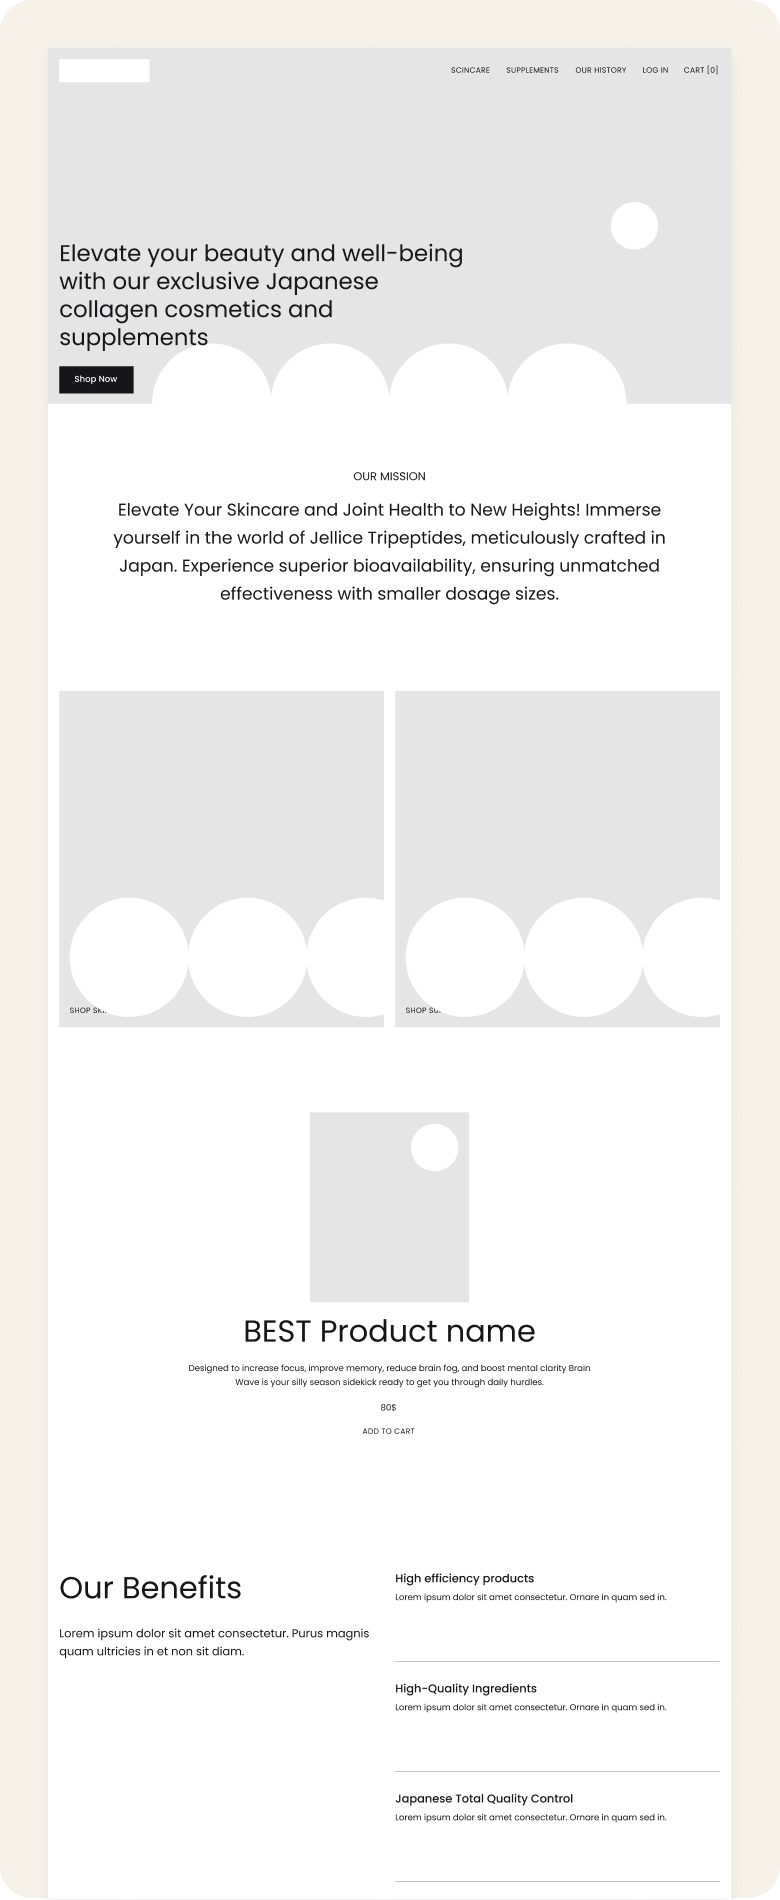 SCINCARE SUPPLEMENTS OUR HISTORY LOG IN CART [0]
Elevate your beauty and well-being
with our exclusive Japanese
collagen cosmetics and
supplements
Shop Now
OUR MISSION
Elevate Your Skincare and Joint Health to New Heights! Immerse
yourself in the world of Jellice Tripeptides, meticulously crafted in
Japan. Experience superior bioavailability, ensuring unmatched
effectiveness with smaller dosage sizes.
SHOP
SHOP
BEST Product name
Designed to increase focus, improve memory, reduce brain fog, and boost mental clarity Brain
Wave is your silly season sidekick ready to get you through daily hurdles.
80$
ADD TO CART
Our Benefits
Lorem ipsum dolor sit amet consectetur. Purus magnis
quam ultricies in et non sit diam.
High efficiency products
Lorem ipsum dolor sit amet consectetur. Ornare in quam sed in.
High-Quality Ingredients
Lorem ipsum dolor sit amet consectetur. Ornare in quam sed in.
Japanese Total Quality Control
Lorem ipsum dolor sit amet consectetur. Ornare in quam sed in.